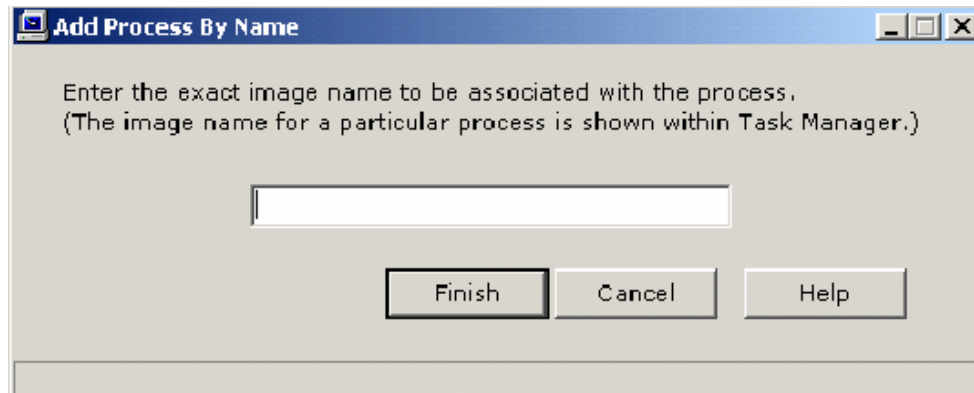 Add Process By Name
Enter the exact image name to be associated with the process.
(The image name for a particular process is shown within Task Manager.)
Finish
Cancel
Help